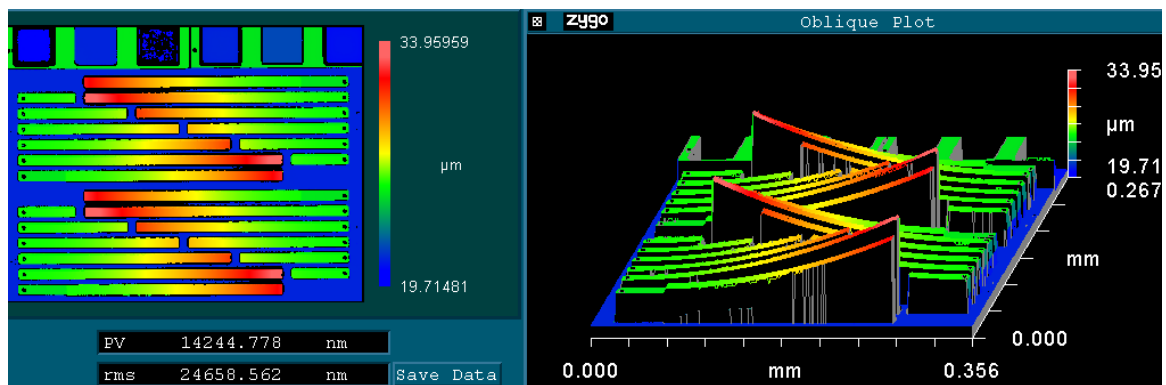 33.95959
µm
19.71481
PV 14244.778 nm
rms 24658.562 nm Save Data
zygo Oblique Plot
33.95
µm
19.71
0.267
mm
0.000
0.000 mm 0.356